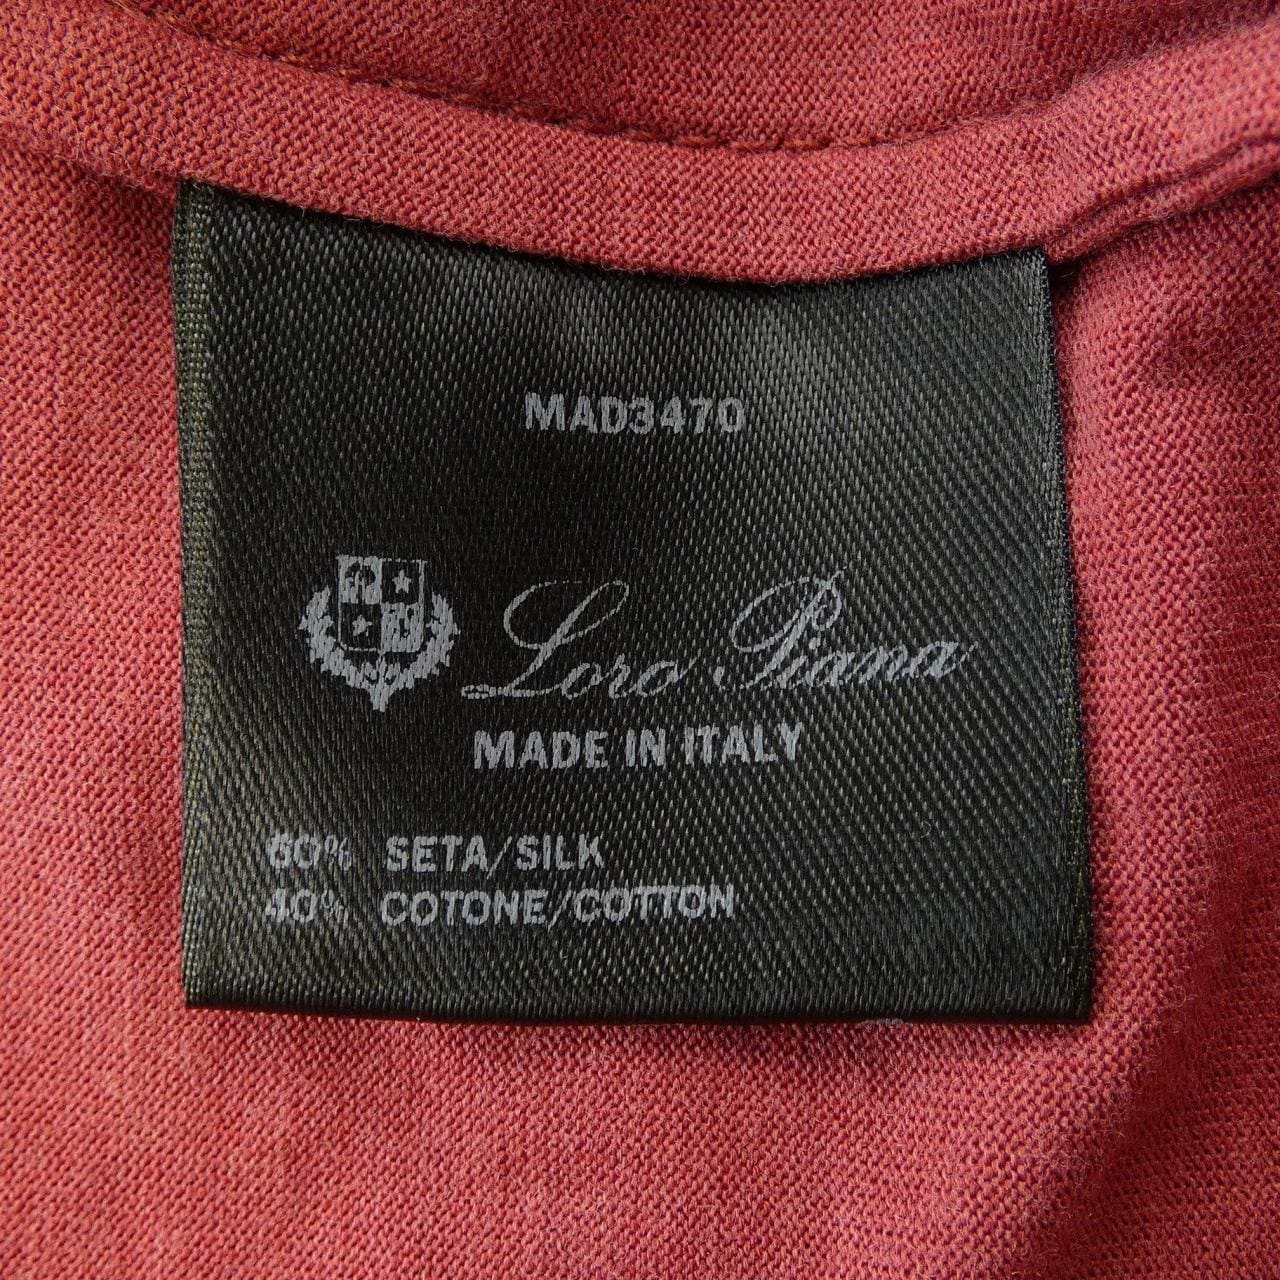 MAD3470
Loro Piana
MADE IN ITALY
60% SETA/SILK
40% COTONE/COTTON